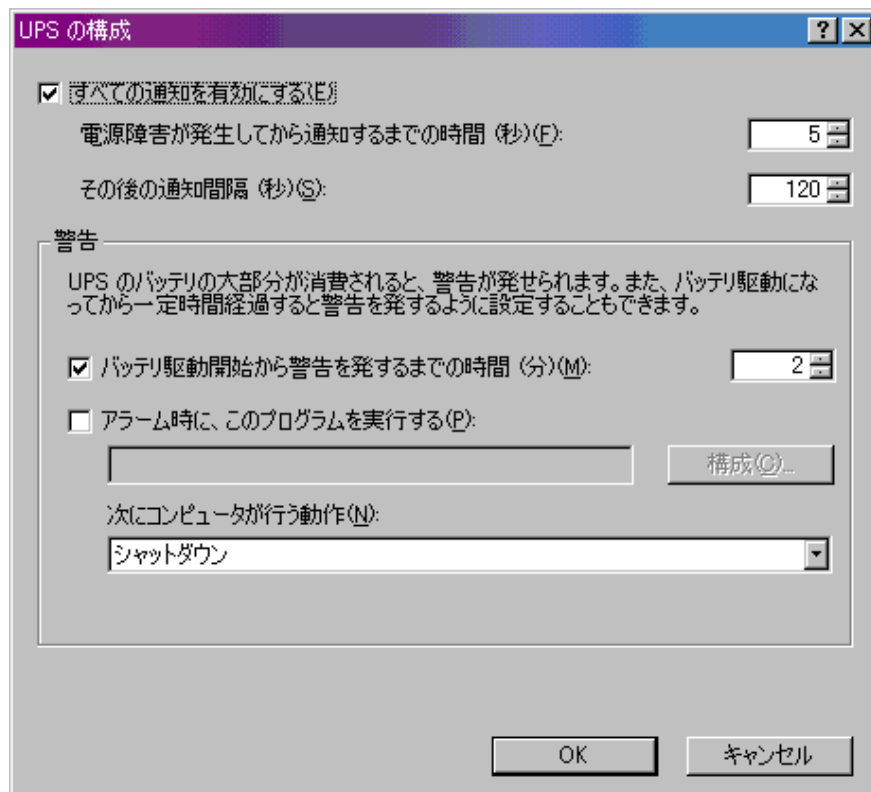 UPS の構成
すべての通知を有効にする(E)
電源障害が発生してから通知するまでの時間 (秒)(F):
5
その後の通知間隔 (秒)(S):
120
警告
UPS のバッテリの大部分が消費されると、警告が発せられます。また、バッテリ駆動にな
ってから一定時間経過すると警告を発するように設定することもできます。
バッテリ駆動開始から警告を発するまでの時間 (分)(M):
2
アラーム時に、このプログラムを実行する(P):
構成(C)...
次にコンピュータが行う動作(N):
シャットダウン
OK
キャンセル